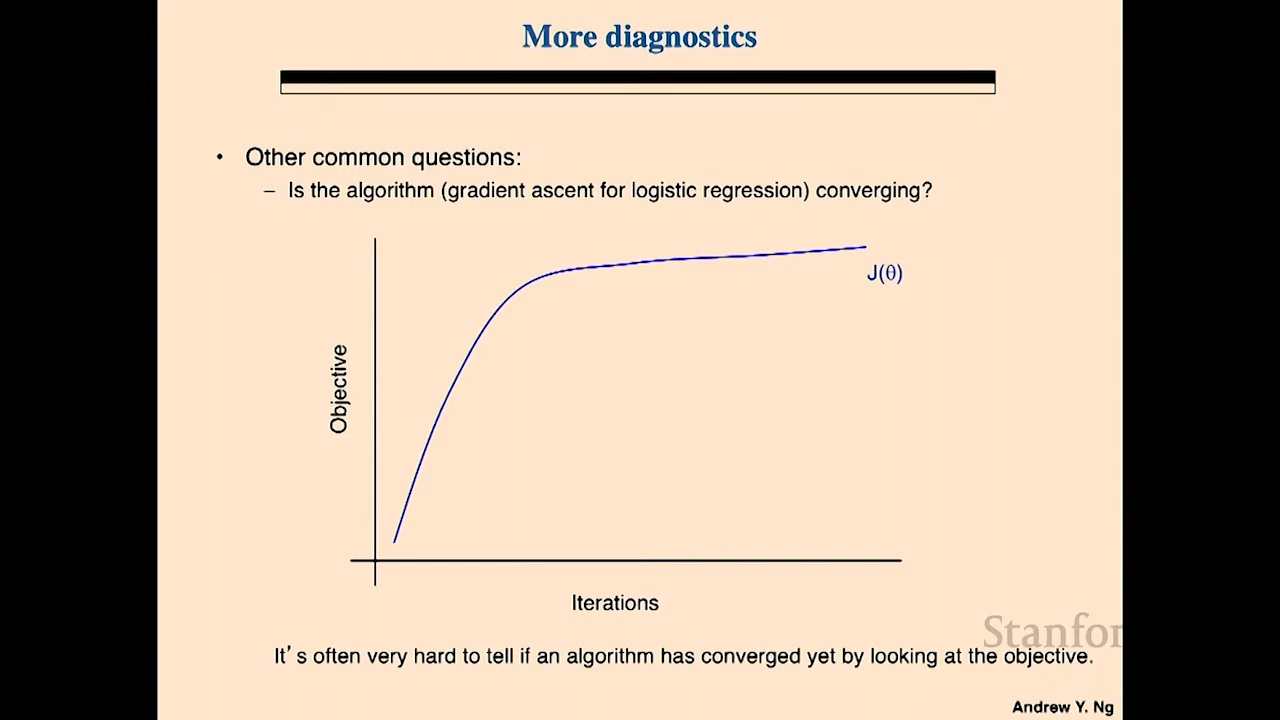 More diagnostics
• Other common questions:
– Is the algorithm (gradient ascent for logistic regression) converging?
J(θ)
Objective
Iterations
Stanfor
It's often very hard to tell if an algorithm has converged yet by looking at the objective.
Andrew Y. Ng